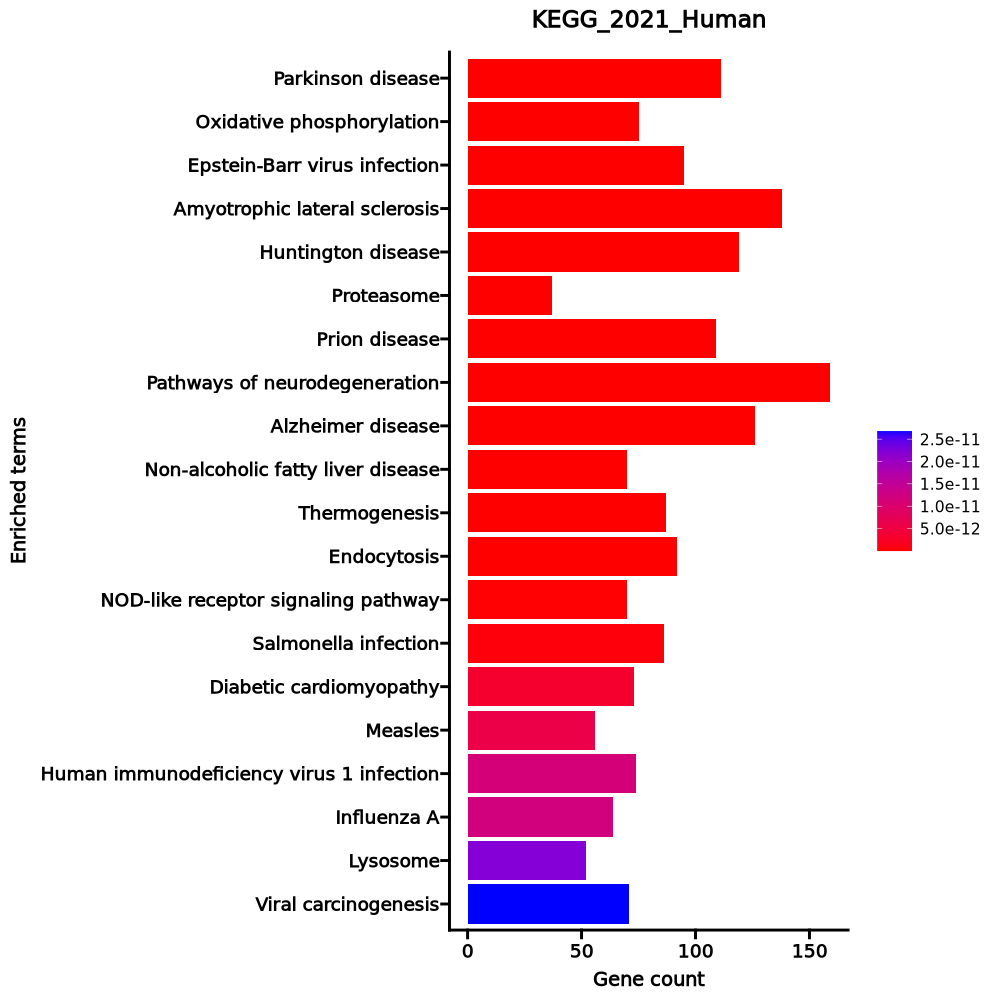 KEGG_2021_Human
Parkinson disease
Oxidative phosphorylation
Epstein-Barr virus infection
Amyotrophic lateral sclerosis
Huntington disease
Proteasome
Prion disease
Pathways of neurodegeneration
Alzheimer disease
Non-alcoholic fatty liver disease
Thermogenesis
Endocytosis
NOD-like receptor signaling pathway
Salmonella infection
Diabetic cardiomyopathy
Measles
Human immunodeficiency virus 1 infection
Influenza A
Lysosome
Viral carcinogenesis
Enriched terms
0 50 100 150
Gene count
2.5e-11
2.0e-11
1.5e-11
1.0e-11
5.0e-12